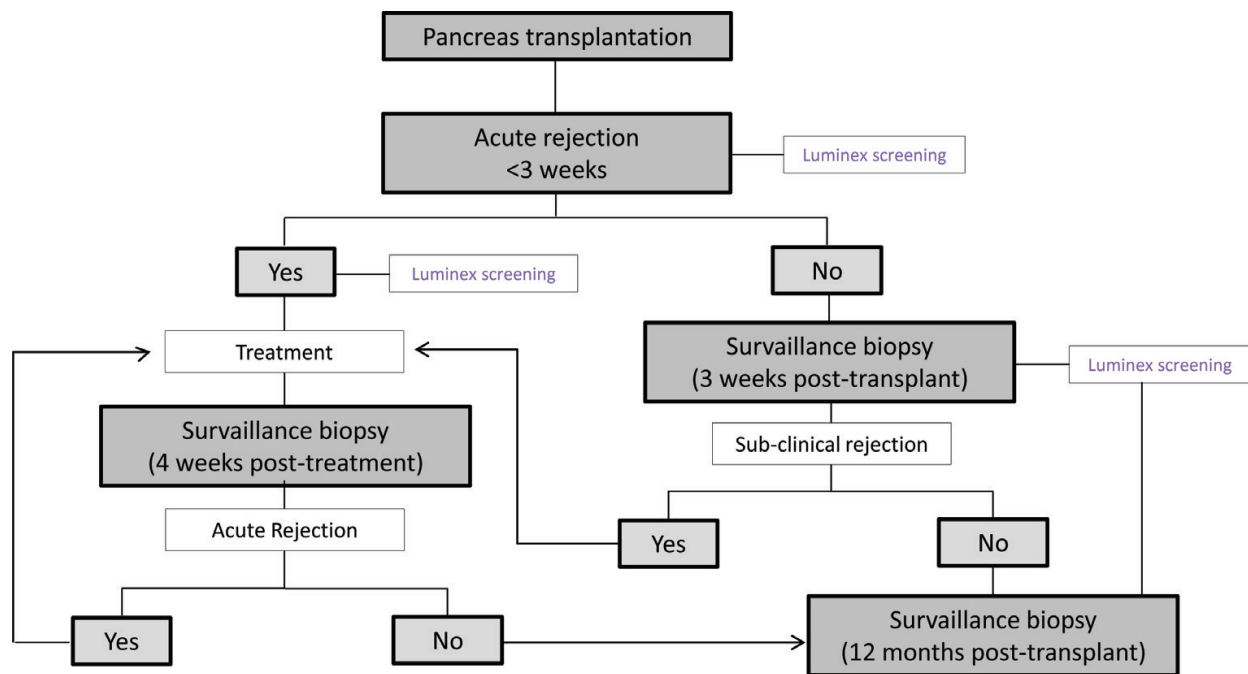 Pancreas transplantation
Acute rejection
<3 weeks
Luminex screening
Yes
Luminex screening
No
Treatment
Survaillance biopsy
(3 weeks post-transplant)
Luminex screening
Survaillance biopsy
(4 weeks post-treatment)
Sub-clinical rejection
Acute Rejection
Yes
No
Yes
No
Survaillance biopsy
(12 months post-transplant)